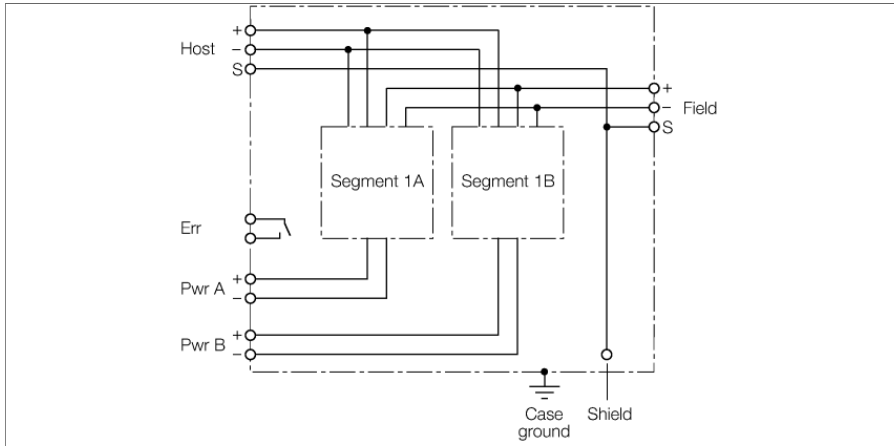 +
Host –
S
+
– Field
S
Segment 1A Segment 1B
Err
+
Pwr A –
+
Pwr B –
Case
ground
Shield